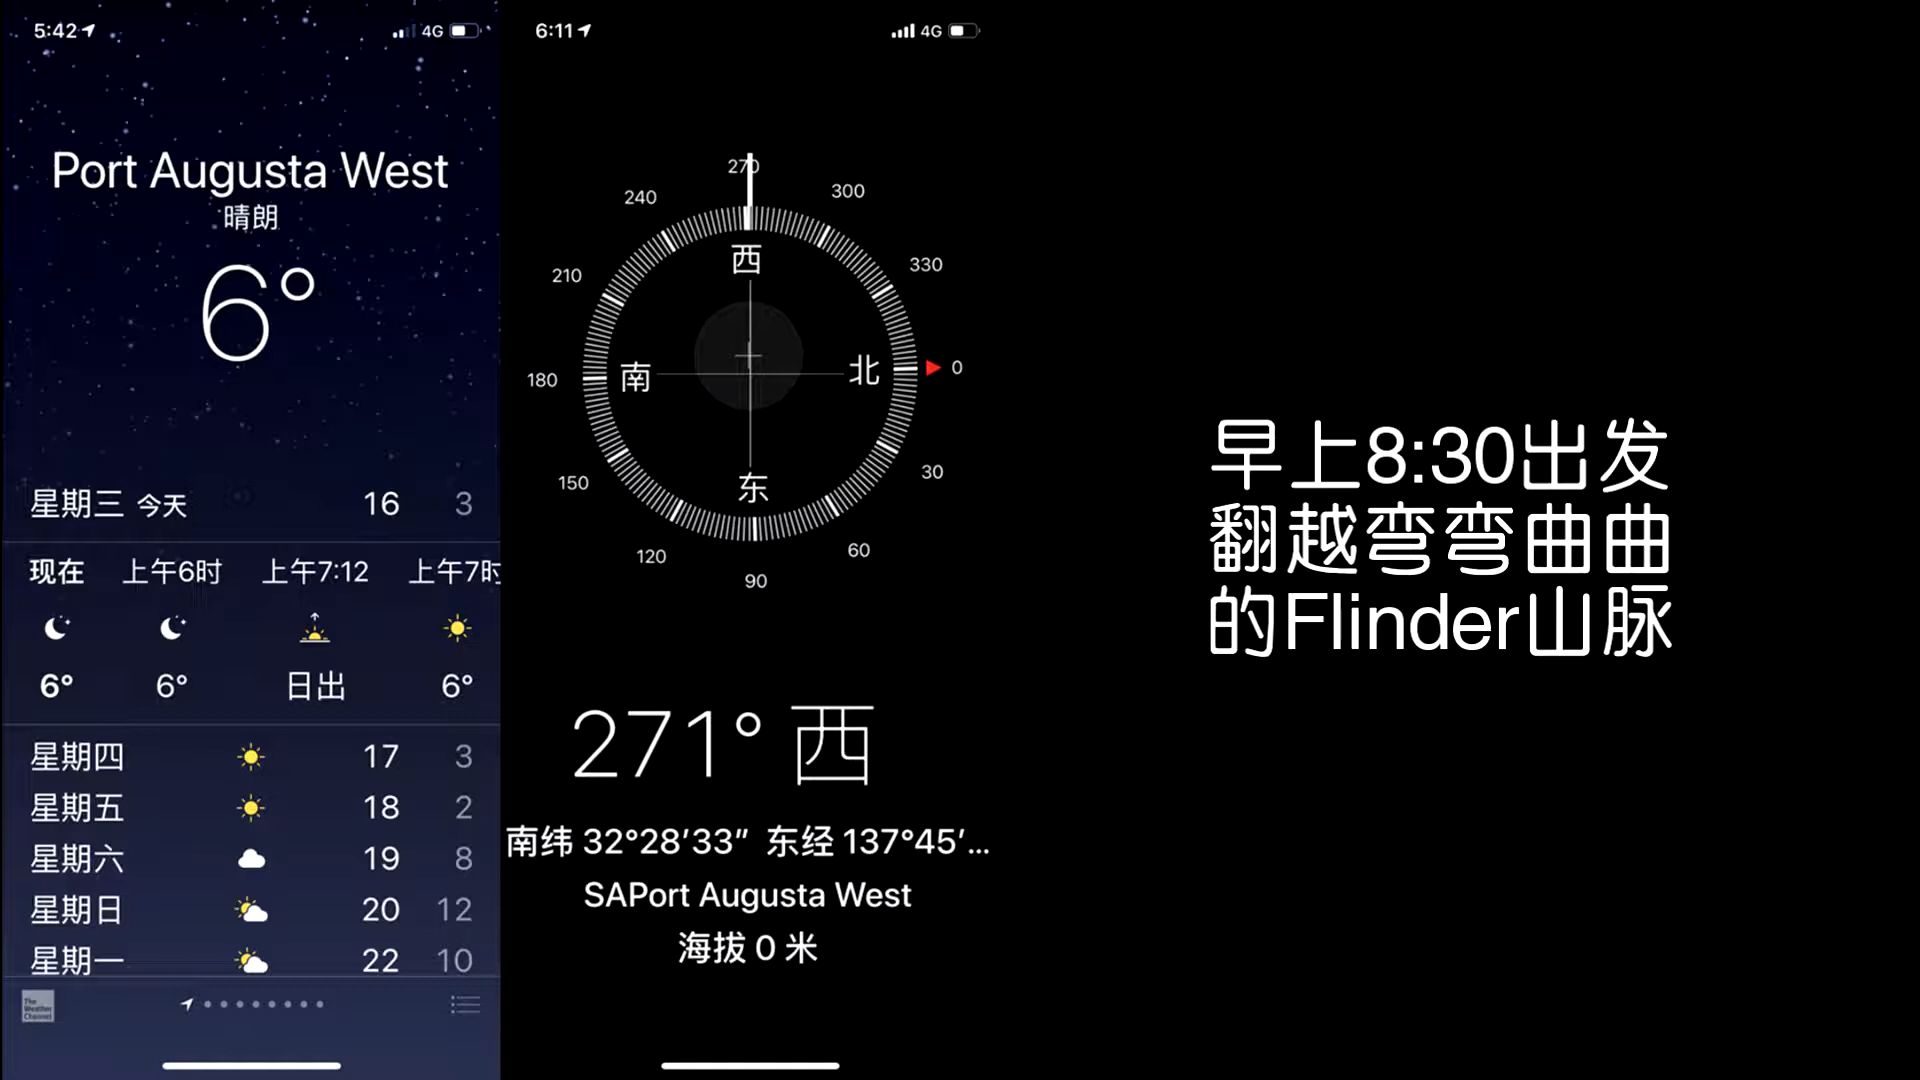 5:42
4G
Port Augusta West
晴朗
6°
星期三 今天 16 3
现在 上午6时 上午7:12 上午7时
6° 6° 日出 6°
星期四 17 3
星期五 18 2
星期六 19 8
星期日 20 12
星期一 22 10
The
Weather
Channel
6:11
4G
270
240
300
210
330
西
180
南
北
0
150
东
30
120
60
90
271° 西
南纬 32°28′33″ 东经 137°45′...
SAPort Augusta West
海拔 0 米
早上8:30出发
翻越弯弯曲曲
的Flinder山脉